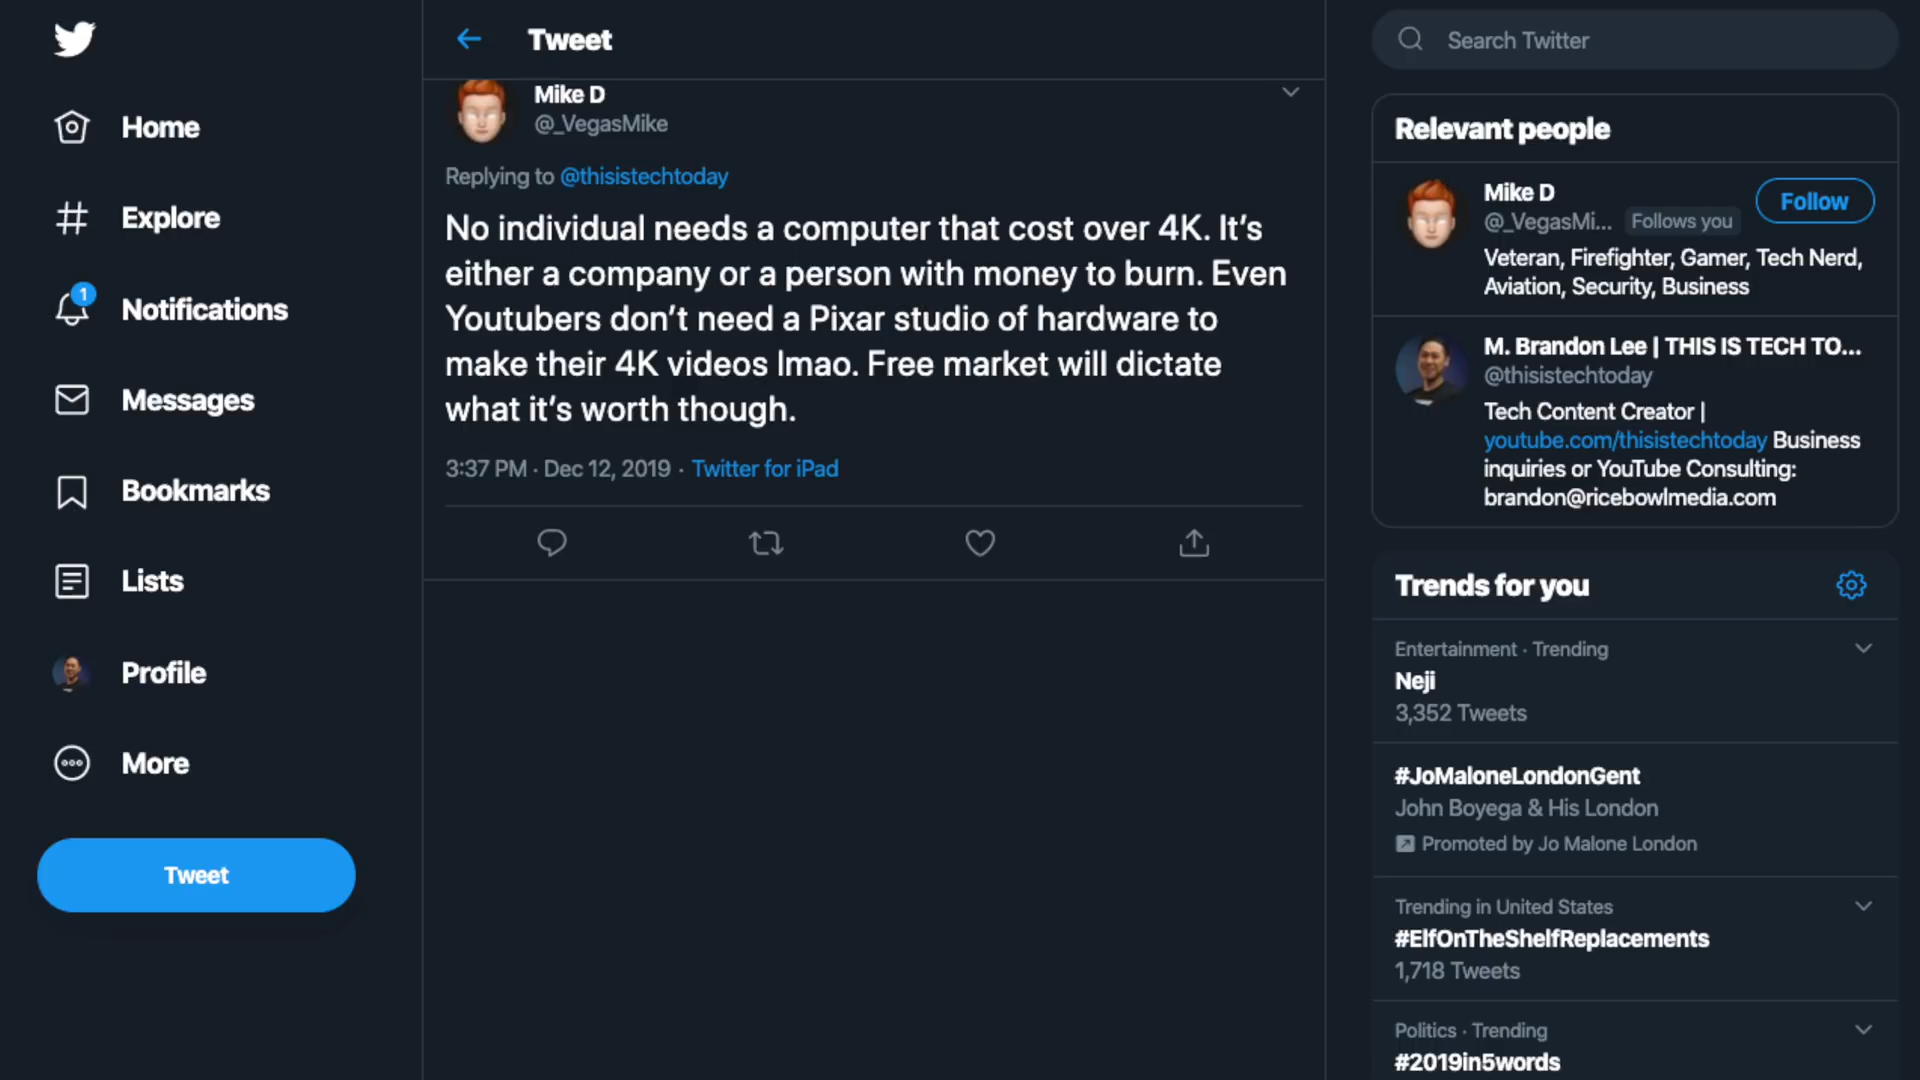 Home
Explore
1
Notifications
Messages
Bookmarks
Lists
Profile
More
Tweet
Tweet
Mike D
@_VegasMike
Replying to @thisistechtoday
No individual needs a computer that cost over 4K. It’s
either a company or a person with money to burn. Even
Youtubers don’t need a Pixar studio of hardware to
make their 4K videos lmao. Free market will dictate
what it’s worth though.
3:37 PM · Dec 12, 2019 · Twitter for iPad
Search Twitter
Relevant people
Mike D
@_VegasMi... Follows you
Follow
Veteran, Firefighter, Gamer, Tech Nerd,
Aviation, Security, Business
M. Brandon Lee | THIS IS TECH TO...
@thisistechtoday
Tech Content Creator |
youtube.com/thisistechtoday Business
inquiries or YouTube Consulting:
brandon@ricebowlmedia.com
Trends for you
Entertainment · Trending
Neji
3,352 Tweets
#JoMaloneLondonGent
John Boyega & His London
Promoted by Jo Malone London
Trending in United States
#ElfOnTheShelfReplacements
1,718 Tweets
Politics · Trending
#2019in5words